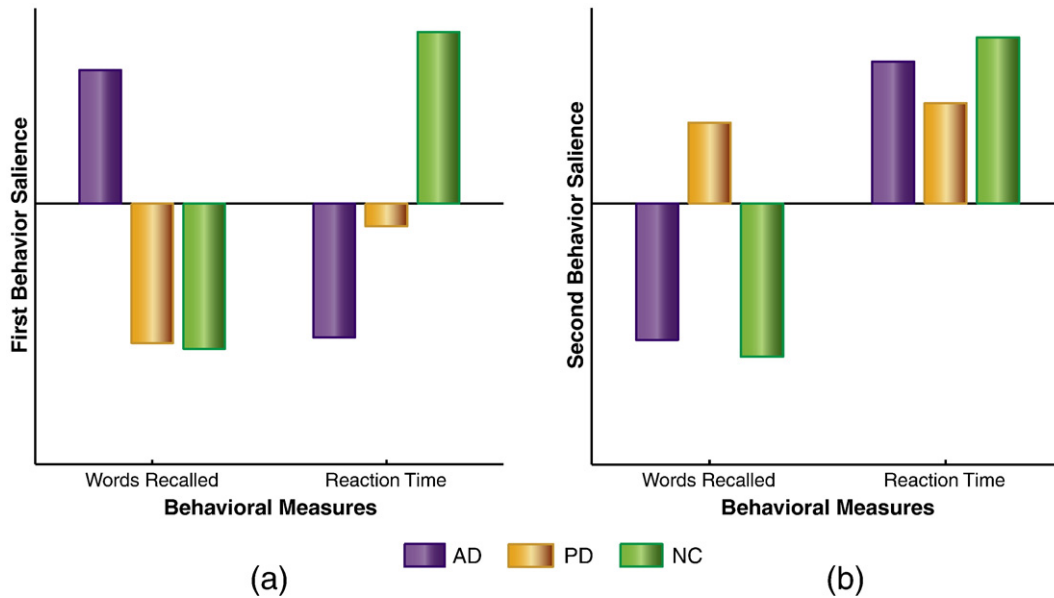 First Behavior Salience
Words Recalled
Reaction Time
Behavioral Measures
(a)
Second Behavior Salience
Words Recalled
Reaction Time
Behavioral Measures
(b)
AD
PD
NC